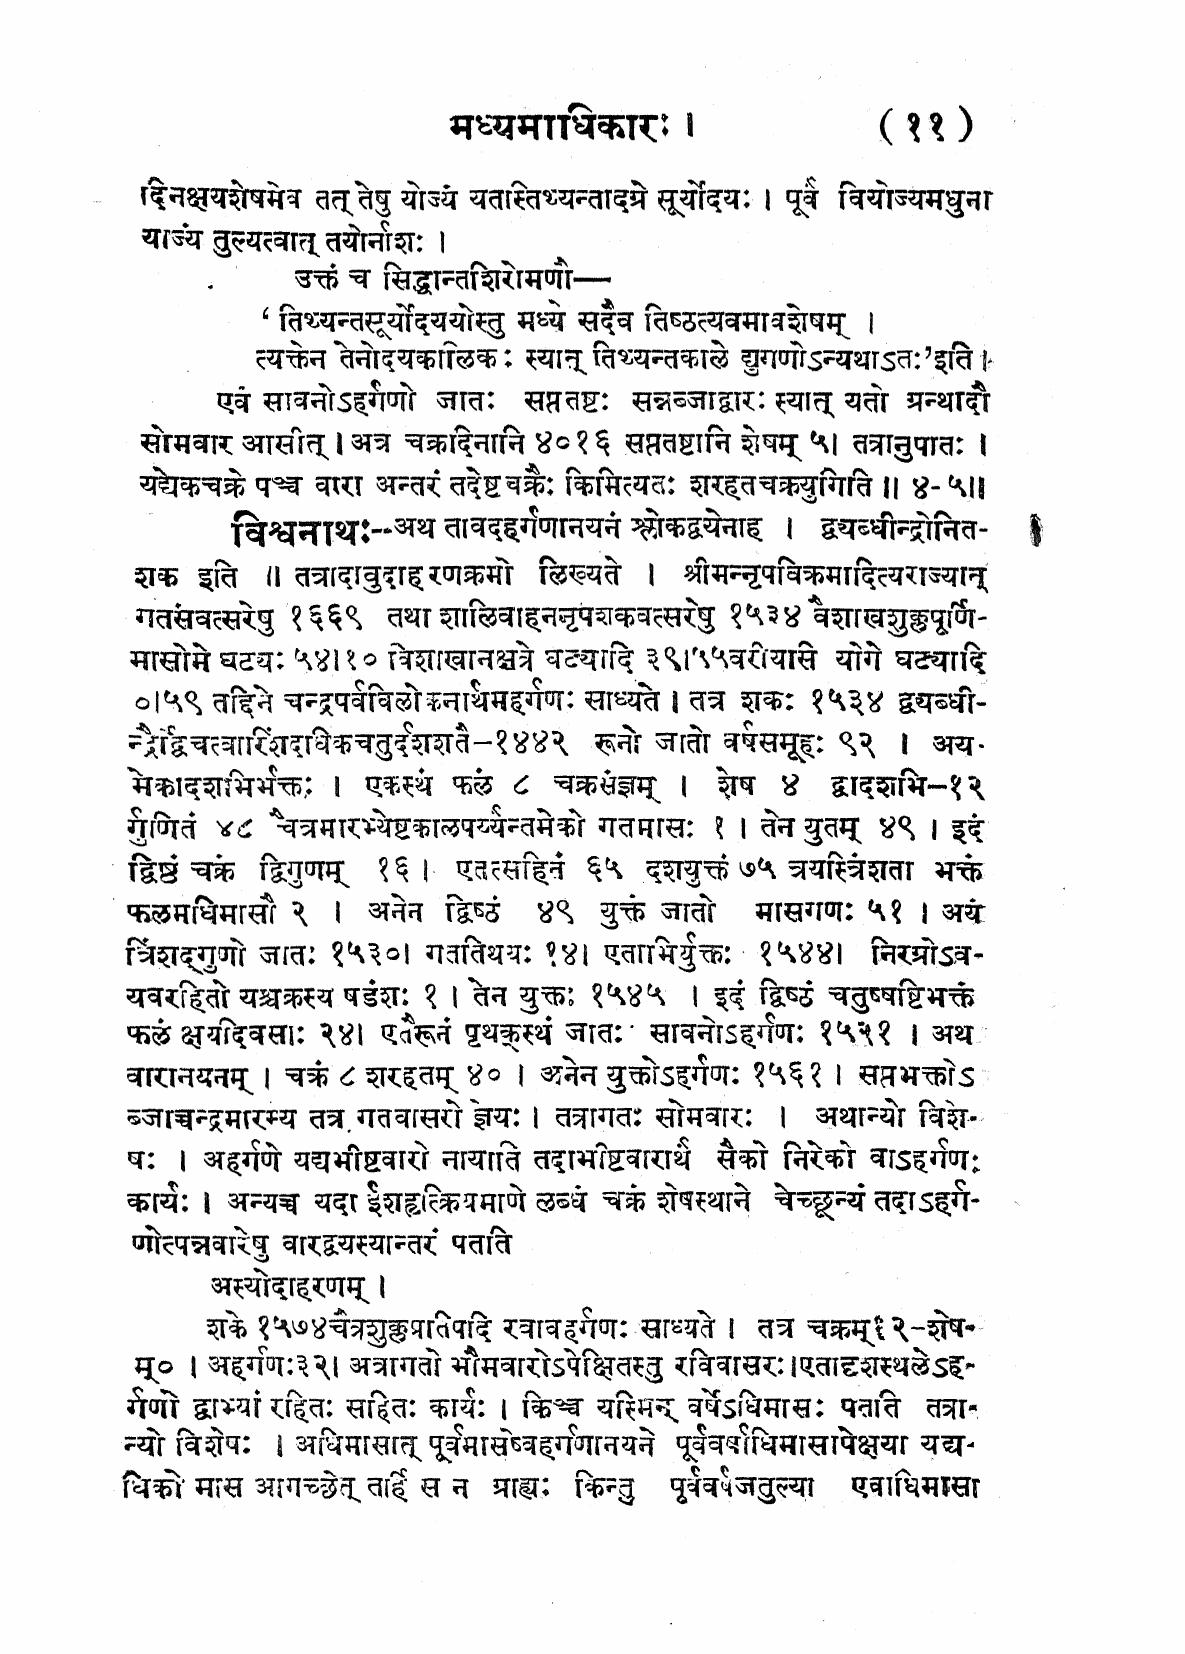 मध्यमाधिकारः । (११)
दिनक्षयशेषमेव तत् तेषु योज्यं यतस्तिथ्यन्तादग्रे सूर्योदयः । पूर्वं वियोज्यमधुना
याज्यं तुल्यत्वात् तयोर्नाशः ।
उक्तं च सिद्धान्तशिरोमणौ—
‘ तिथ्यन्तसूर्योदययोस्तु मध्ये सदैव तिष्ठत्यवमावशेषम् ।
त्यक्तेन तेनोदयकालिकः स्यात् तिथ्यन्तकाले द्युगणोऽन्यथाऽतः’इति ।
एवं सावनोऽहर्गणो जातः सप्ततष्टः सन्नब्जाद्वारः स्यात् यतो ग्रन्थादौ
सोमवार आसीत् । अत्र चक्रादिनानि ४०१६ सप्ततष्टानि शेषम् ५। तत्रानुपातः ।
यद्येकचक्रे पञ्च वारा अन्तरं तदेष्टचक्रैः किमित्यतः शरहतचक्रयुगिति ॥ ४-५॥
विश्वनाथः--अथ तावदहर्गणानयनं श्लोकद्वयेनाह । द्व्यब्धीन्द्रोनित-
शक इति ॥ तत्रादावुदाहरणक्रमो लिख्यते । श्रीमन्नृपविक्रमादित्यराज्यात्
गतसंवत्सरेषु १६६९ तथा शालिवाहननृपशकवत्सरेषु १५३४ वैशाखशुक्लपूर्णि-
मासोमे घट्यः ५४।१० विशाखानक्षत्रे घट्यादि ३९।५५वरीयासि योगे घट्यादि
०।५९ तद्दिने चन्द्रपर्वविलोकनार्थमहर्गणः साध्यते । तत्र शकः १५३४ द्व्यब्धी-
न्द्रैर्द्विचत्वारिंशदधिकचतुर्दशशतै–१४४२ रूनो जातो वर्षसमूहः ९२ । अय-
मेकादशभिर्भक्तः । एकस्थं फलं ८ चक्रसंज्ञम् । शेष ४ द्वादशभि–१२
र्गुणितं ४८ चैत्रमारभ्येष्टकालपर्य्यन्तमेको गतमासः १ । तेन युतम् ४९ । इदं
द्विष्ठं चक्रं द्विगुणम् १६। एतत्सहितं ६५ दशयुक्तं ७५ त्रयस्त्रिंशता भक्तं
फलमधिमासौ २ । अनेन द्विष्ठं ४९ युक्तं जातो मासगणः ५१ । अयं
त्रिंशद्गुणो जातः १५३०। गततिथयः १४। एताभिर्युक्तः १५४४। निरग्रोऽव-
यवरहितो यश्चक्रस्य षडंशः १ । तेन युक्तः १५४५ । इदं द्विष्ठं चतुष्षष्टिभक्तं
फलं क्षयदिवसाः २४। एतैरूनं पृथक्स्थं जातः सावनोऽहर्गणः १५२१ । अथ
वारानयनम् । चक्रं ८ शरहतम् ४० । अनेन युक्तोऽहर्गणः १५६१ । सप्तभक्तोऽ
ब्जाच्चन्द्रमारम्य तत्र गतवासरो ज्ञेयः । तत्रागतः सोमवारः । अथान्यो विशे-
षः । अहर्गणे यद्यभीष्टवारो नायाति तदाभीष्टवारार्थं सैको निरेको वाऽहर्गणः
कार्यः । अन्यच्च यदा ईशहृत्क्रियमाणे लब्धं चक्रं शेषस्थाने चेच्छून्यं तदाऽहर्ग-
णोत्पन्नवारेषु वारद्वयस्यान्तरं पतति
अस्योदाहरणम् ।
शके १५७४चैत्रशुक्लप्रतिपदि रवावहर्गणः साध्यते । तत्र चक्रम्१२–शेष-
म्० । अहर्गणः३२। अत्रागतो भौमवारोऽपेक्षितस्तु रविवासरः।एतादृशस्थलेऽह-
र्गणो द्वाभ्यां रहितः सहितः कार्यः । किञ्च यस्मिन् वर्षेऽधिमासः पतति तत्रा-
न्यो विशेषः । अधिमासात् पूर्वमासेष्वहर्गणानयने पूर्ववर्षाधिमासापेक्षया यद्य-
धिको मास आगच्छेत् तर्हि स न ग्राह्यः किन्तु पूर्ववर्षजतुल्या एवाधिमासा